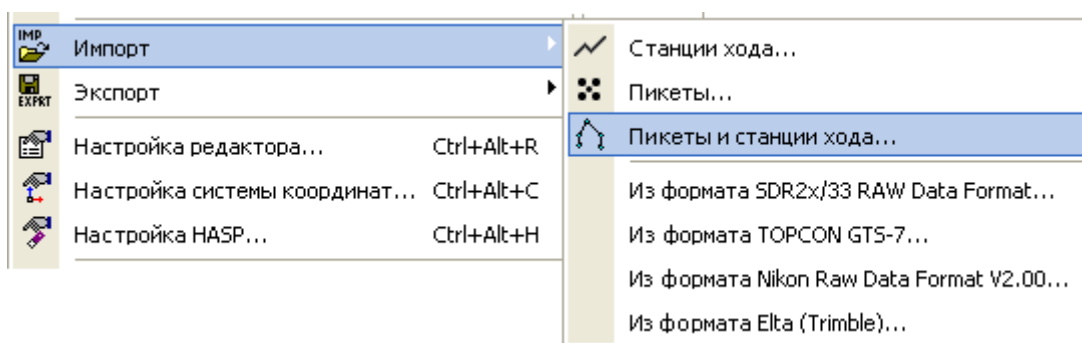 IMP
Импорт
EXPRT
Экспорт
Настройка редактора... Ctrl+Alt+R
Настройка системы координат... Ctrl+Alt+C
Настройка HASP... Ctrl+Alt+H
Станции хода...
Пикеты...
Пикеты и станции хода...
Из формата SDR2x/33 RAW Data Format...
Из формата TOPCON GTS-7...
Из формата Nikon Raw Data Format V2.00...
Из формата Elta (Trimble)...